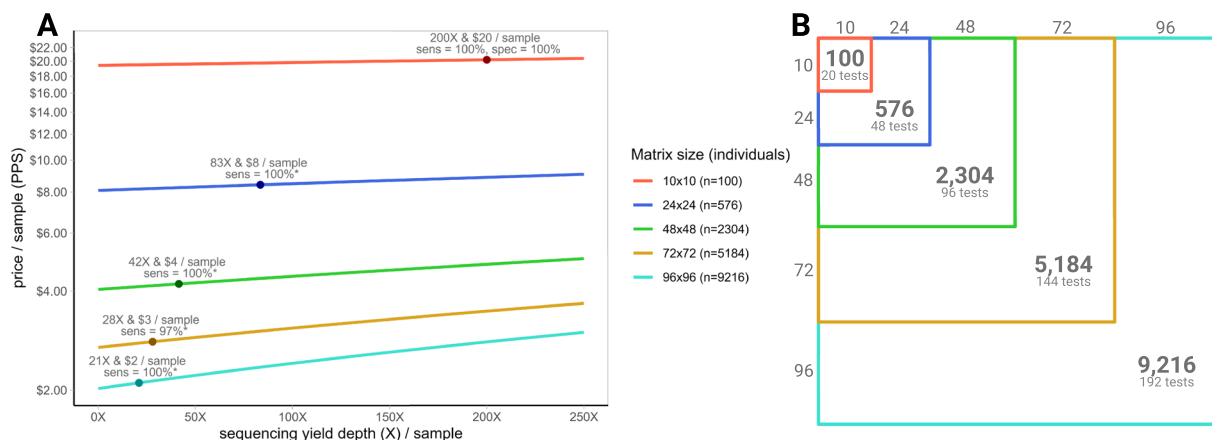 A
$22.00
$20.00
$18.00
$16.00
$14.00
$12.00
$10.00
$8.00
$6.00
$4.00
$2.00
price / sample (PPS)
200X & $20 / sample
sens = 100%, spec = 100%
83X & $8 / sample
sens = 100%*
42X & $4 / sample
sens = 100%*
28X & $3 / sample
sens = 97%*
21X & $2 / sample
sens = 100%*
0X 50X 100X 150X 200X 250X
sequencing yield depth (X) / sample
Matrix size (individuals)
10x10 (n=100)
24x24 (n=576)
48x48 (n=2304)
72x72 (n=5184)
96x96 (n=9216)
B
10 24 48 72 96
10
24
48
72
96
100
20 tests
576
48 tests
2,304
96 tests
5,184
144 tests
9,216
192 tests